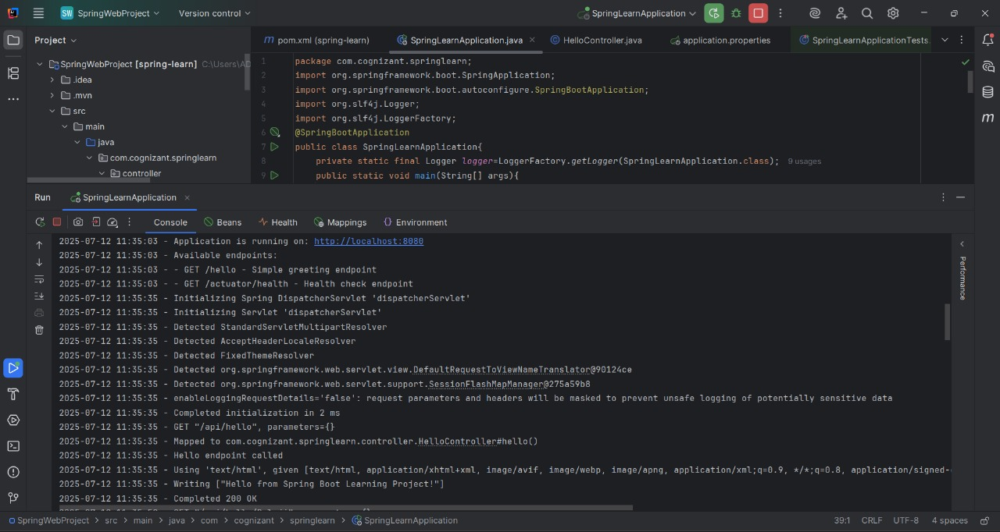 SW SpringWebProject Version control SpringLearnApplication
Project
pom.xml (spring-learn) SpringLearnApplication.java HelloController.java application.properties SpringLearnApplicationTests
SpringWebProject [spring-learn] C:\Users\AD
.idea
.mvn
src
main
java
com.cognizant.springlearn
controller
1 package com.cognizant.springlearn;
2 import org.springframework.boot.SpringApplication;
3 import org.springframework.boot.autoconfigure.SpringBootApplication;
4 import org.slf4j.Logger;
5 import org.slf4j.LoggerFactory;
6 @SpringBootApplication
7 public class SpringLearnApplication{
8 private static final Logger logger=LoggerFactory.getLogger(SpringLearnApplication.class); 9 usages
9 public static void main(String[] args){
Run SpringLearnApplication
Console Beans Health Mappings Environment
2025-07-12 11:35:03 - Application is running on: http://localhost:8080
2025-07-12 11:35:03 - Available endpoints:
2025-07-12 11:35:03 - - GET /hello - Simple greeting endpoint
2025-07-12 11:35:03 - - GET /actuator/health - Health check endpoint
2025-07-12 11:35:35 - Initializing Spring DispatcherServlet 'dispatcherServlet'
2025-07-12 11:35:35 - Initializing Servlet 'dispatcherServlet'
2025-07-12 11:35:35 - Detected StandardServletMultipartResolver
2025-07-12 11:35:35 - Detected AcceptHeaderLocaleResolver
2025-07-12 11:35:35 - Detected FixedThemeResolver
2025-07-12 11:35:35 - Detected org.springframework.web.servlet.view.DefaultRequestToViewNameTranslator@90124ce
2025-07-12 11:35:35 - Detected org.springframework.web.servlet.support.SessionFlashMapManager@275a59b8
2025-07-12 11:35:35 - enableLoggingRequestDetails='false': request parameters and headers will be masked to prevent unsafe logging of potentially sensitive data
2025-07-12 11:35:35 - Completed initialization in 2 ms
2025-07-12 11:35:35 - GET "/api/hello", parameters={}
2025-07-12 11:35:35 - Mapped to com.cognizant.springlearn.controller.HelloController#hello()
2025-07-12 11:35:35 - Hello endpoint called
2025-07-12 11:35:35 - Using 'text/html', given [text/html, application/xhtml+xml, image/avif, image/webp, image/apng, application/xml;q=0.9, */*;q=0.8, application/signed-
2025-07-12 11:35:35 - Writing ["Hello from Spring Boot Learning Project!"]
2025-07-12 11:35:35 - Completed 200 OK
Performance
SpringWebProject > src > main > java > com > cognizant > springlearn > SpringLearnApplication 39:1 CRLF UTF-8 4 spaces